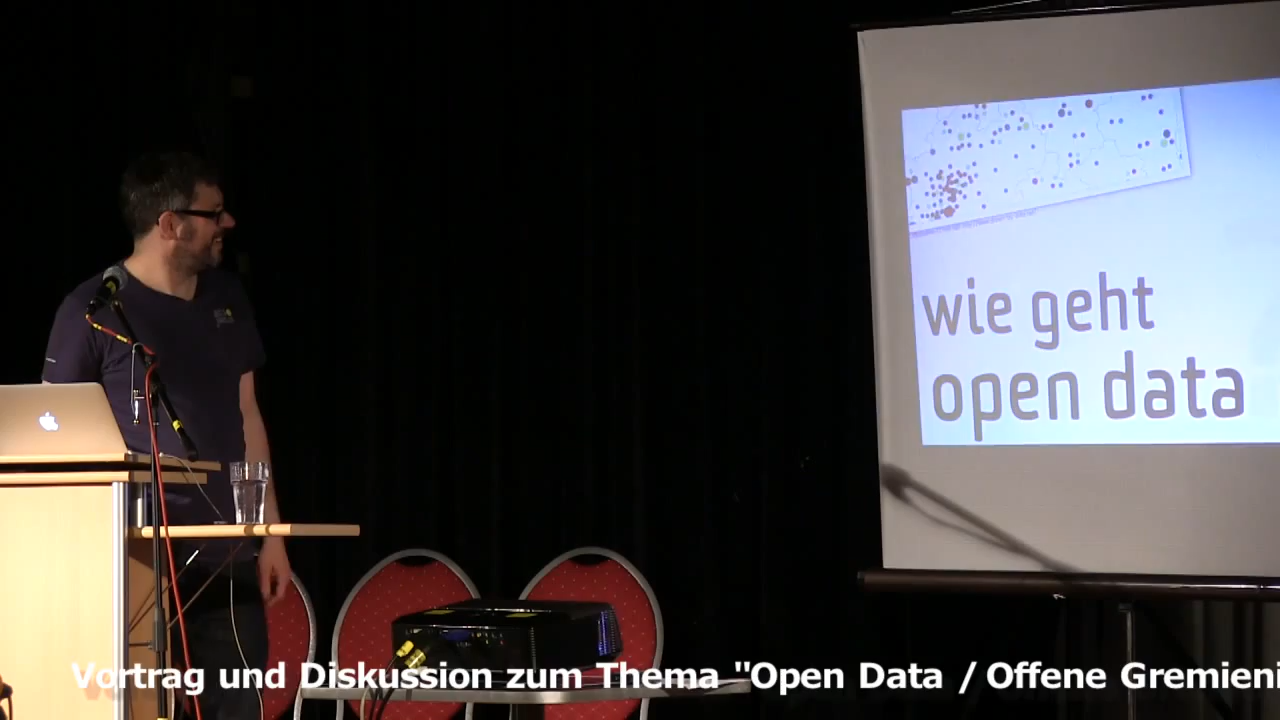 wie geht
open data
Vortrag und Diskussion zum Thema "Open Data / Offene Gremieni